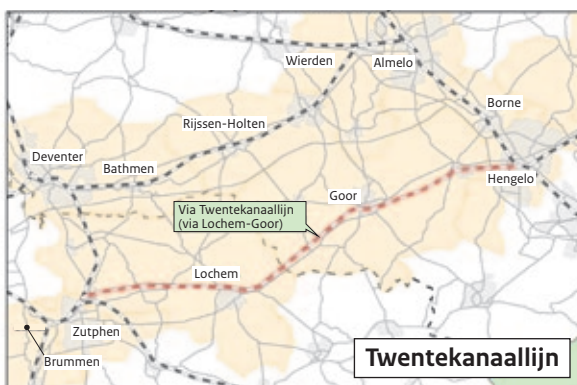 Wierden
Almelo
Borne
Rijssen-Holten
Deventer
Bathmen
Hengelo
Goor
Via Twentekanaallijn
(via Lochem-Goor)
Lochem
Zutphen
Brummen
Twentekanaallijn